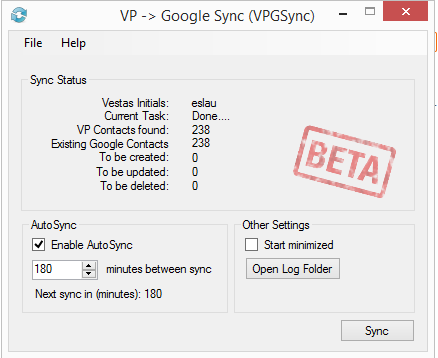 VP -> Google Sync (VPGSync)
File Help
Sync Status
Vestas Initials: eslau
Current Task: Done....
VP Contacts found: 238
Existing Google Contacts 238
To be created: 0
To be updated: 0
To be deleted: 0
BETA
AutoSync
Enable AutoSync
180 minutes between sync
Next sync in (minutes): 180
Other Settings
Start minimized
Open Log Folder
Sync